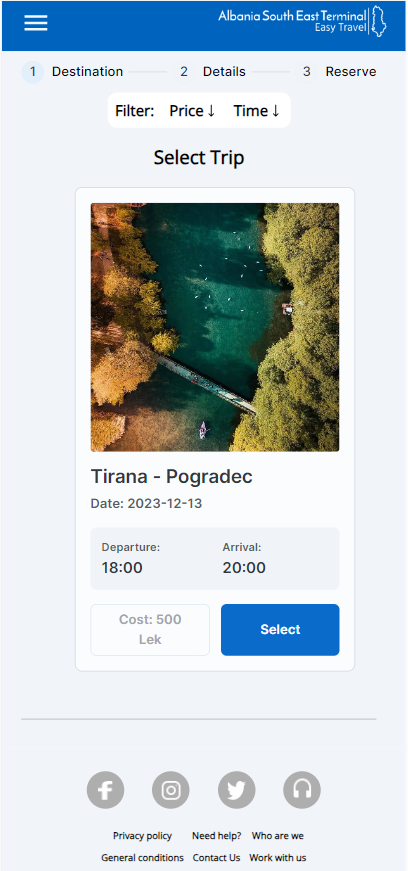 Albania South East Terminal
Easy Travel
1 Destination 2 Details 3 Reserve
Filter: Price↓ Time↓
Select Trip
Tirana - Pogradec
Date: 2023-12-13
Departure: Arrival:
18:00 20:00
Cost: 500
Lek
Select
Privacy policy Need help? Who are we
General conditions Contact Us Work with us